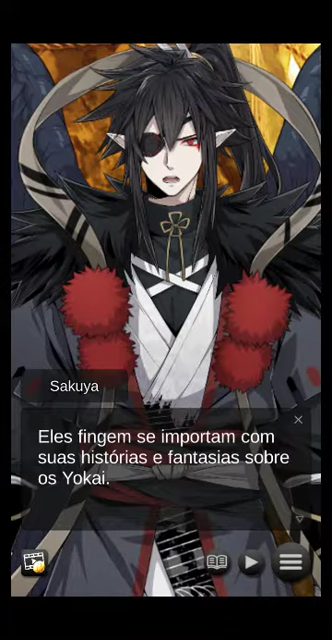 Sakuya
Eles fingem se importam com
suas histórias e fantasias sobre
os Yokai.